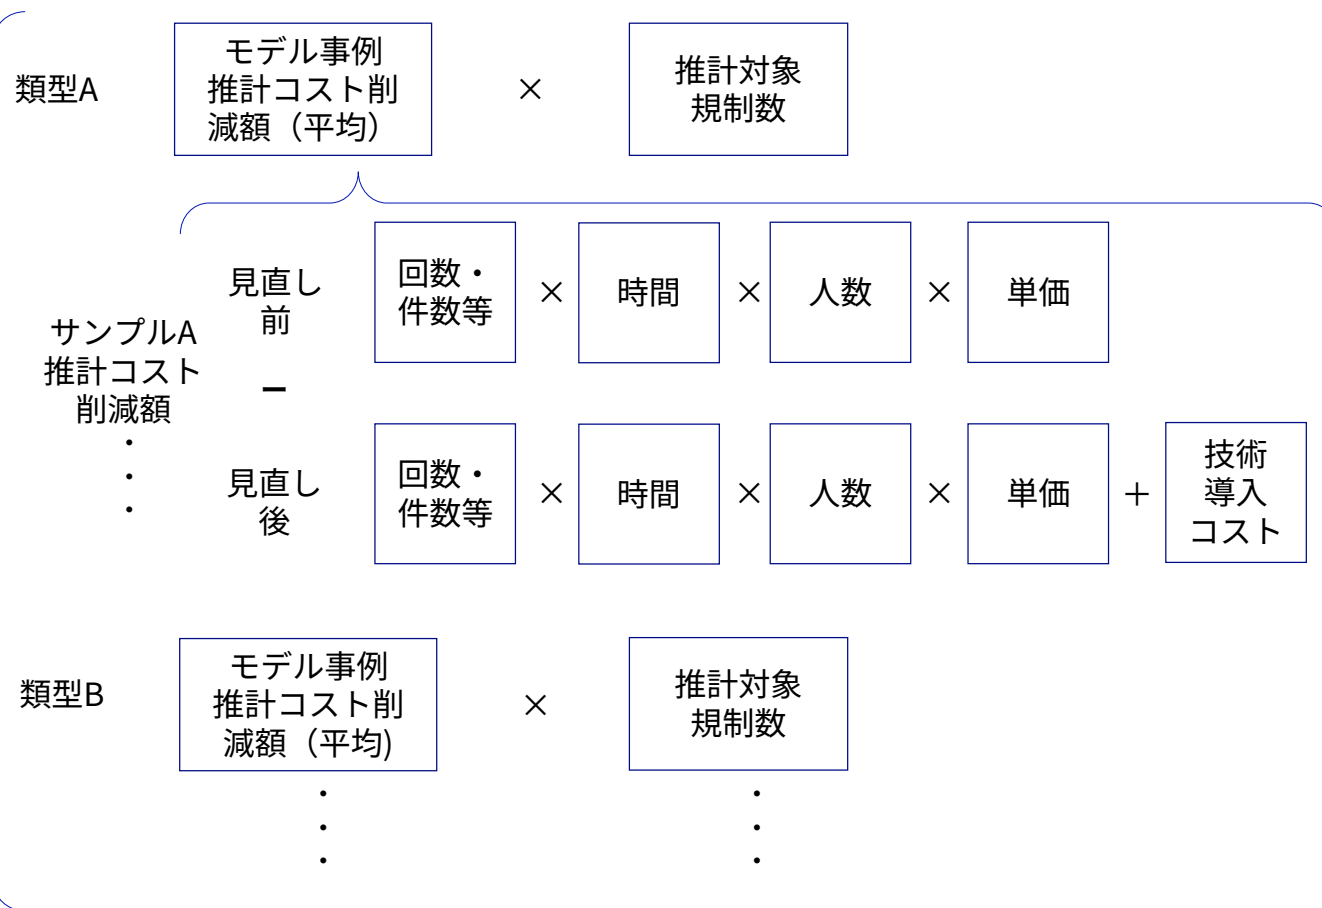 類型A
モデル事例
推計コスト削
減額（平均）
×
推計対象
規制数
サンプルA
推計コスト
削減額
・
・
・
見直し
前
回数・
件数等
×
時間
×
人数
×
単価
ー
見直し
後
回数・
件数等
×
時間
×
人数
×
単価
＋
技術
導入
コスト
類型B
モデル事例
推計コスト削
減額（平均)
×
推計対象
規制数
・
・
・
・
・
・